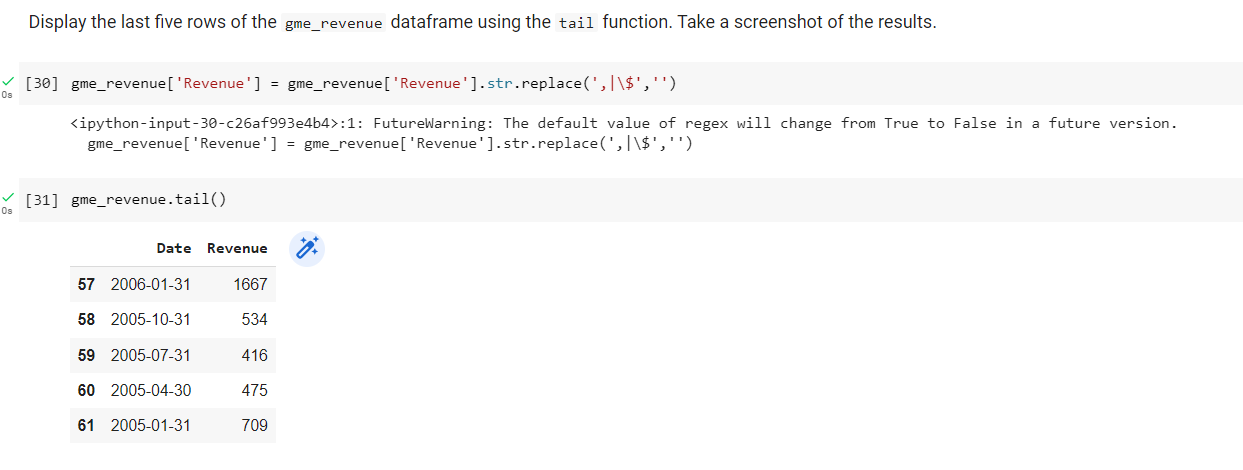 Display the last five rows of the gme_revenue dataframe using the tail function. Take a screenshot of the results.
[30] gme_revenue['Revenue'] = gme_revenue['Revenue'].str.replace(',|\$','')
0s
<ipython-input-30-c26af993e4b4>:1: FutureWarning: The default value of regex will change from True to False in a future version.
gme_revenue['Revenue'] = gme_revenue['Revenue'].str.replace(',|\$','')
[31] gme_revenue.tail()
0s
Date Revenue
57 2006-01-31 1667
58 2005-10-31 534
59 2005-07-31 416
60 2005-04-30 475
61 2005-01-31 709